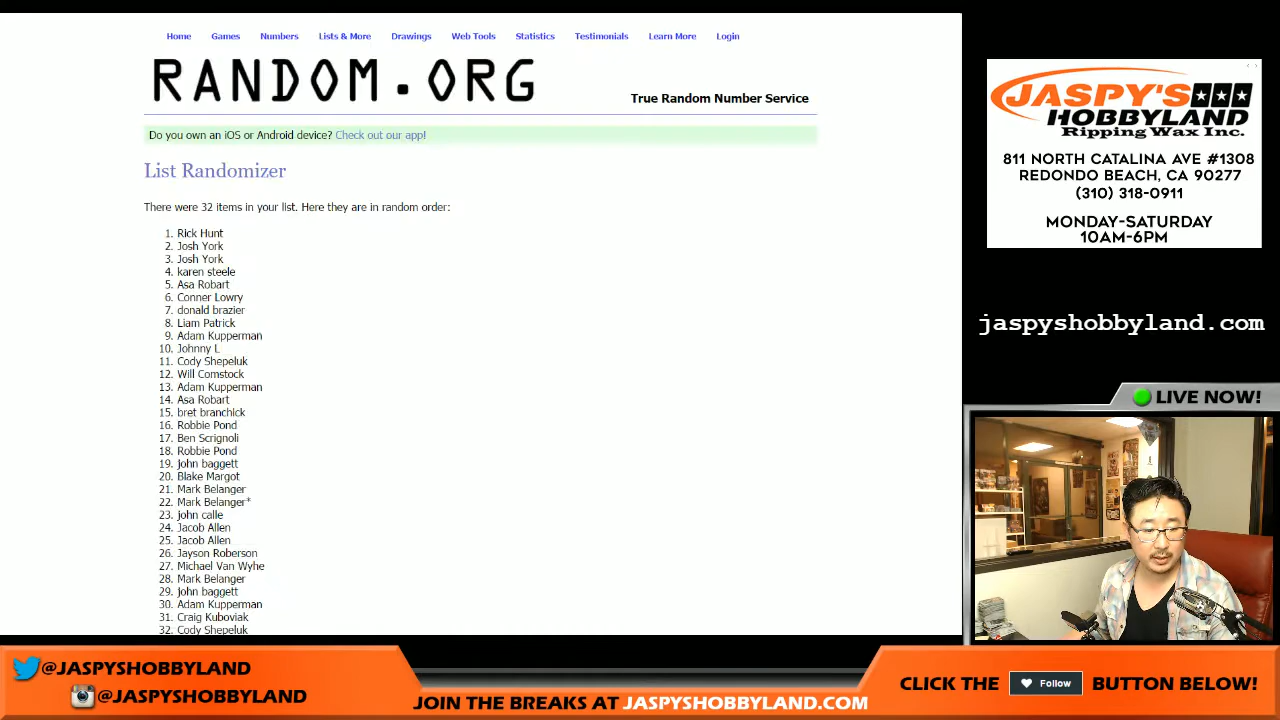 Home Games Numbers Lists & More Drawings Web Tools Statistics Testimonials Learn More Login
RANDOM.ORG
True Random Number Service
Do you own an iOS or Android device? Check out our app!
List Randomizer
There were 32 items in your list. Here they are in random order:
1. Rick Hunt
2. Josh York
3. Josh York
4. karen steele
5. Asa Robart
6. Conner Lowry
7. donald brazier
8. Liam Patrick
9. Adam Kupperman
10. Johnny L
11. Cody Shepeluk
12. Will Comstock
13. Adam Kupperman
14. Asa Robart
15. bret branchick
16. Robbie Pond
17. Ben Scrignoli
18. Robbie Pond
19. john baggett
20. Blake Margot
21. Mark Belanger
22. Mark Belanger*
23. john calle
24. Jacob Allen
25. Jacob Allen
26. Jayson Roberson
27. Michael Van Wyhe
28. Mark Belanger
29. john baggett
30. Adam Kupperman
31. Craig Kuboviak
32. Cody Shepeluk
JASPY'S
HOBBYLAND
Ripping Wax Inc.
811 NORTH CATALINA AVE #1308
REDONDO BEACH, CA 90277
(310) 318-0911
MONDAY-SATURDAY
10AM-6PM
jaspyshobbyland.com
LIVE NOW!
@JASPYSHOBBYLAND
@JASPYSHOBBYLAND
JOIN THE BREAKS AT JASPYSHOBBYLAND.COM
CLICK THE Follow BUTTON BELOW!